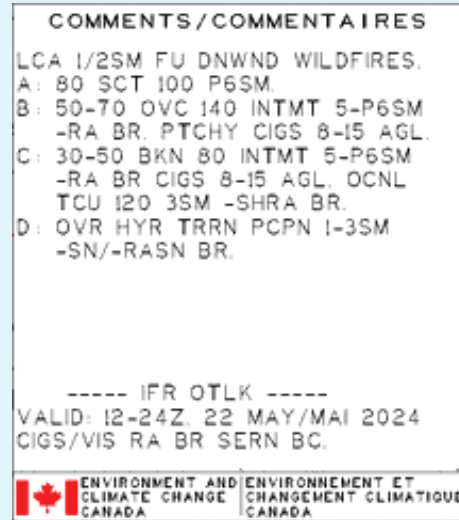 COMMENTS/COMMENTAIRES
LCA 1/2SM FU DNWND WILDFIRES.
A: 80 SCT 100 P6SM.
B: 50-70 OVC 140 INTMT 5-P6SM
-RA BR. PTCHY CIGS 8-15 AGL.
C: 30-50 BKN 80 INTMT 5-P6SM
-RA BR CIGS 8-15 AGL. OCNL
TCU 120 3SM -SHRA BR.
D: OVR HYR TRRN PCPN 1-3SM
-SN/-RASN BR.
----- IFR OTLK -----
VALID: 12-24Z. 22 MAY/MAI 2024
CIGS/VIS RA BR SERN BC.
ENVIRONMENT AND ENVIRONNEMENT ET
CLIMATE CHANGE CHANGEMENT CLIMATIQUE
CANADA CANADA